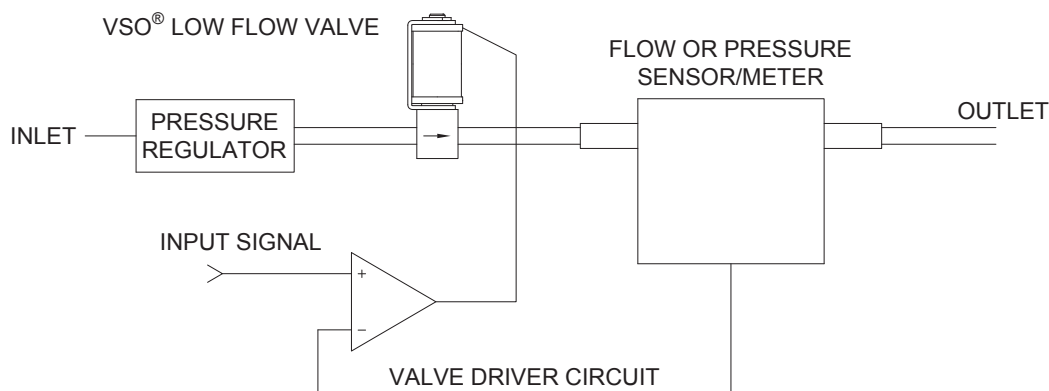 VSO® LOW FLOW VALVE
FLOW OR PRESSURE
SENSOR/METER
OUTLET
INLET
PRESSURE
REGULATOR
INPUT SIGNAL
+
−
VALVE DRIVER CIRCUIT